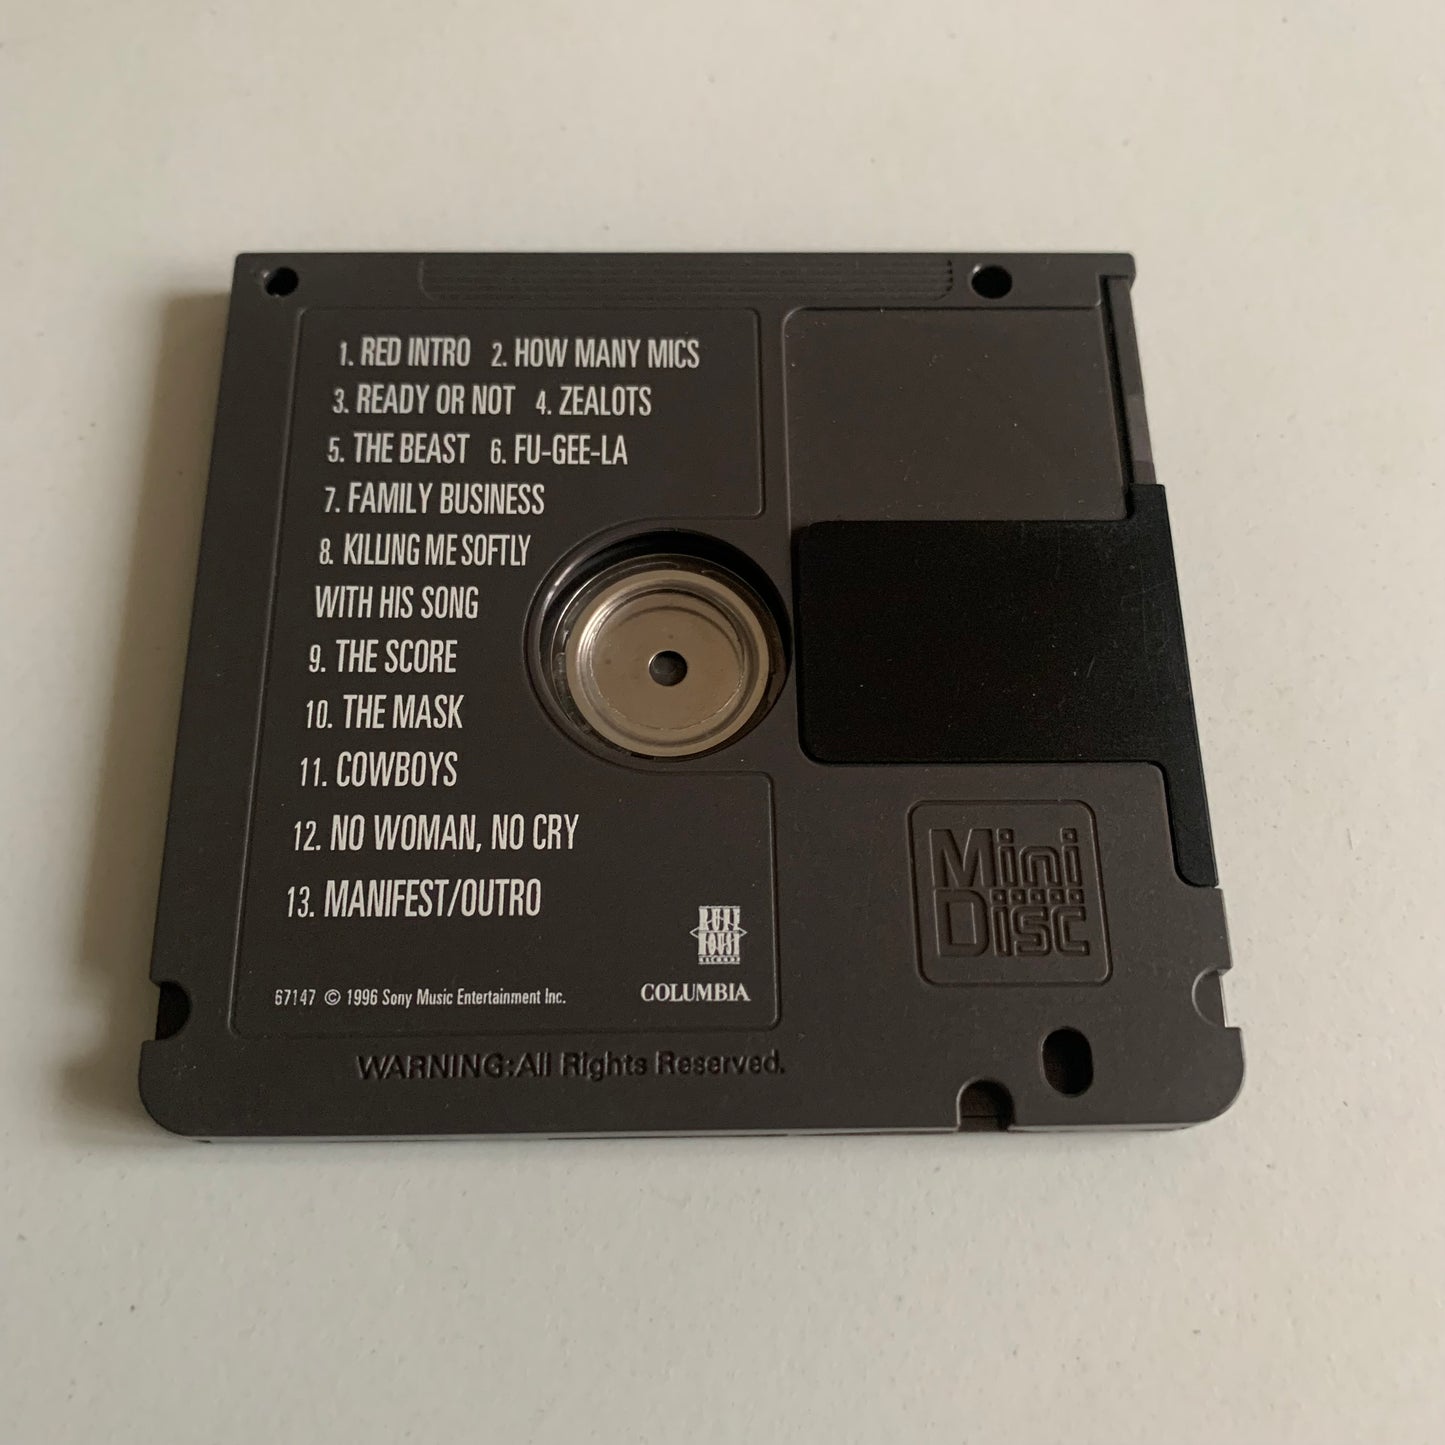 1. RED INTRO 2. HOW MANY MICS
3. READY OR NOT 4. ZEALOTS
5. THE BEAST 6. FU-GEE-LA
7. FAMILY BUSINESS
8. KILLING ME SOFTLY
WITH HIS SONG
9. THE SCORE
10. THE MASK
11. COWBOYS
12. NO WOMAN, NO CRY
13. MANIFEST/OUTRO
RUFF
HOUSE
RECORDS
67147 © 1996 Sony Music Entertainment Inc.
COLUMBIA
Mini
Disc
WARNING:All Rights Reserved.